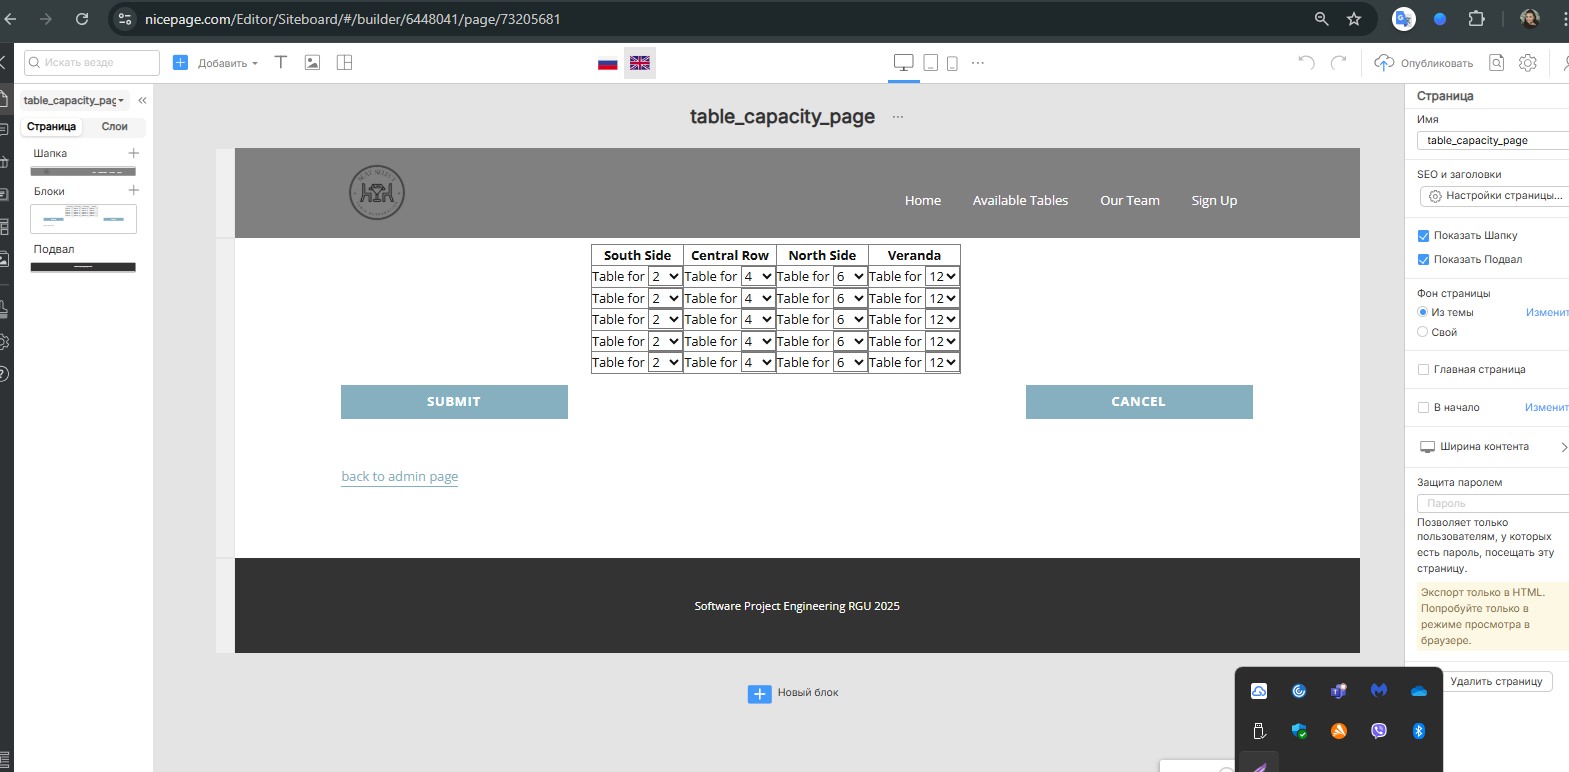 nicepage.com/Editor/Siteboard/#/builder/6448041/page/73205681
Искать везде
Добавить
Опубликовать
table_capacity_pag
Страница Слои
Шапка
Блоки
Подвал
table_capacity_page
SEAT SELECT
Home Available Tables Our Team Sign Up
South Side Central Row North Side Veranda
Table for 2 Table for 4 Table for 6 Table for 12
Table for 2 Table for 4 Table for 6 Table for 12
Table for 2 Table for 4 Table for 6 Table for 12
Table for 2 Table for 4 Table for 6 Table for 12
Table for 2 Table for 4 Table for 6 Table for 12
SUBMIT CANCEL
back to admin page
Software Project Engineering RGU 2025
Новый блок
Страница
Имя
table_capacity_page
SEO и заголовки
Настройки страницы...
Показать Шапку
Показать Подвал
Фон страницы
Из темы Изменит
Свой
Главная страница
В начало Изменит
Ширина контента
Защита паролем
Пароль
Позволяет только
пользователям, у которых
есть пароль, посещать эту
страницу.
Экспорт только в HTML.
Попробуйте только в
режиме просмотра в
браузере.
Удалить страницу